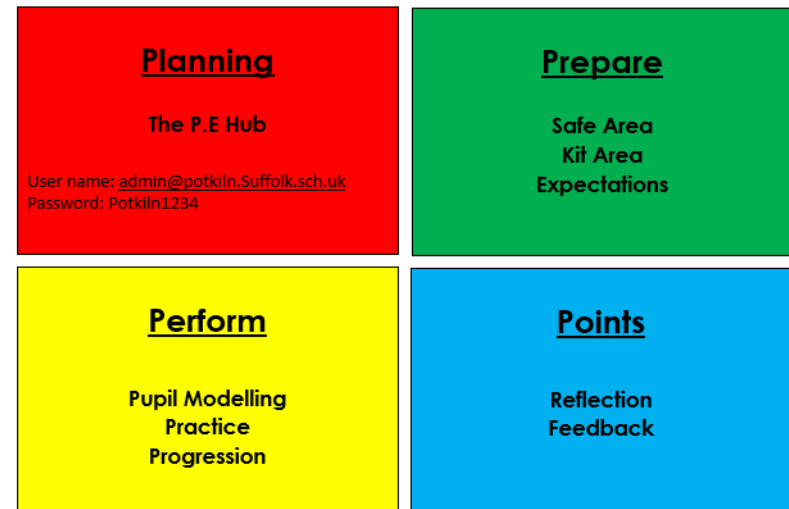 Planning
The P.E Hub
User name: admin@potkiln.Suffolk.sch.uk
Password: Potkiln1234
Prepare
Safe Area
Kit Area
Expectations
Perform
Pupil Modelling
Practice
Progression
Points
Reflection
Feedback